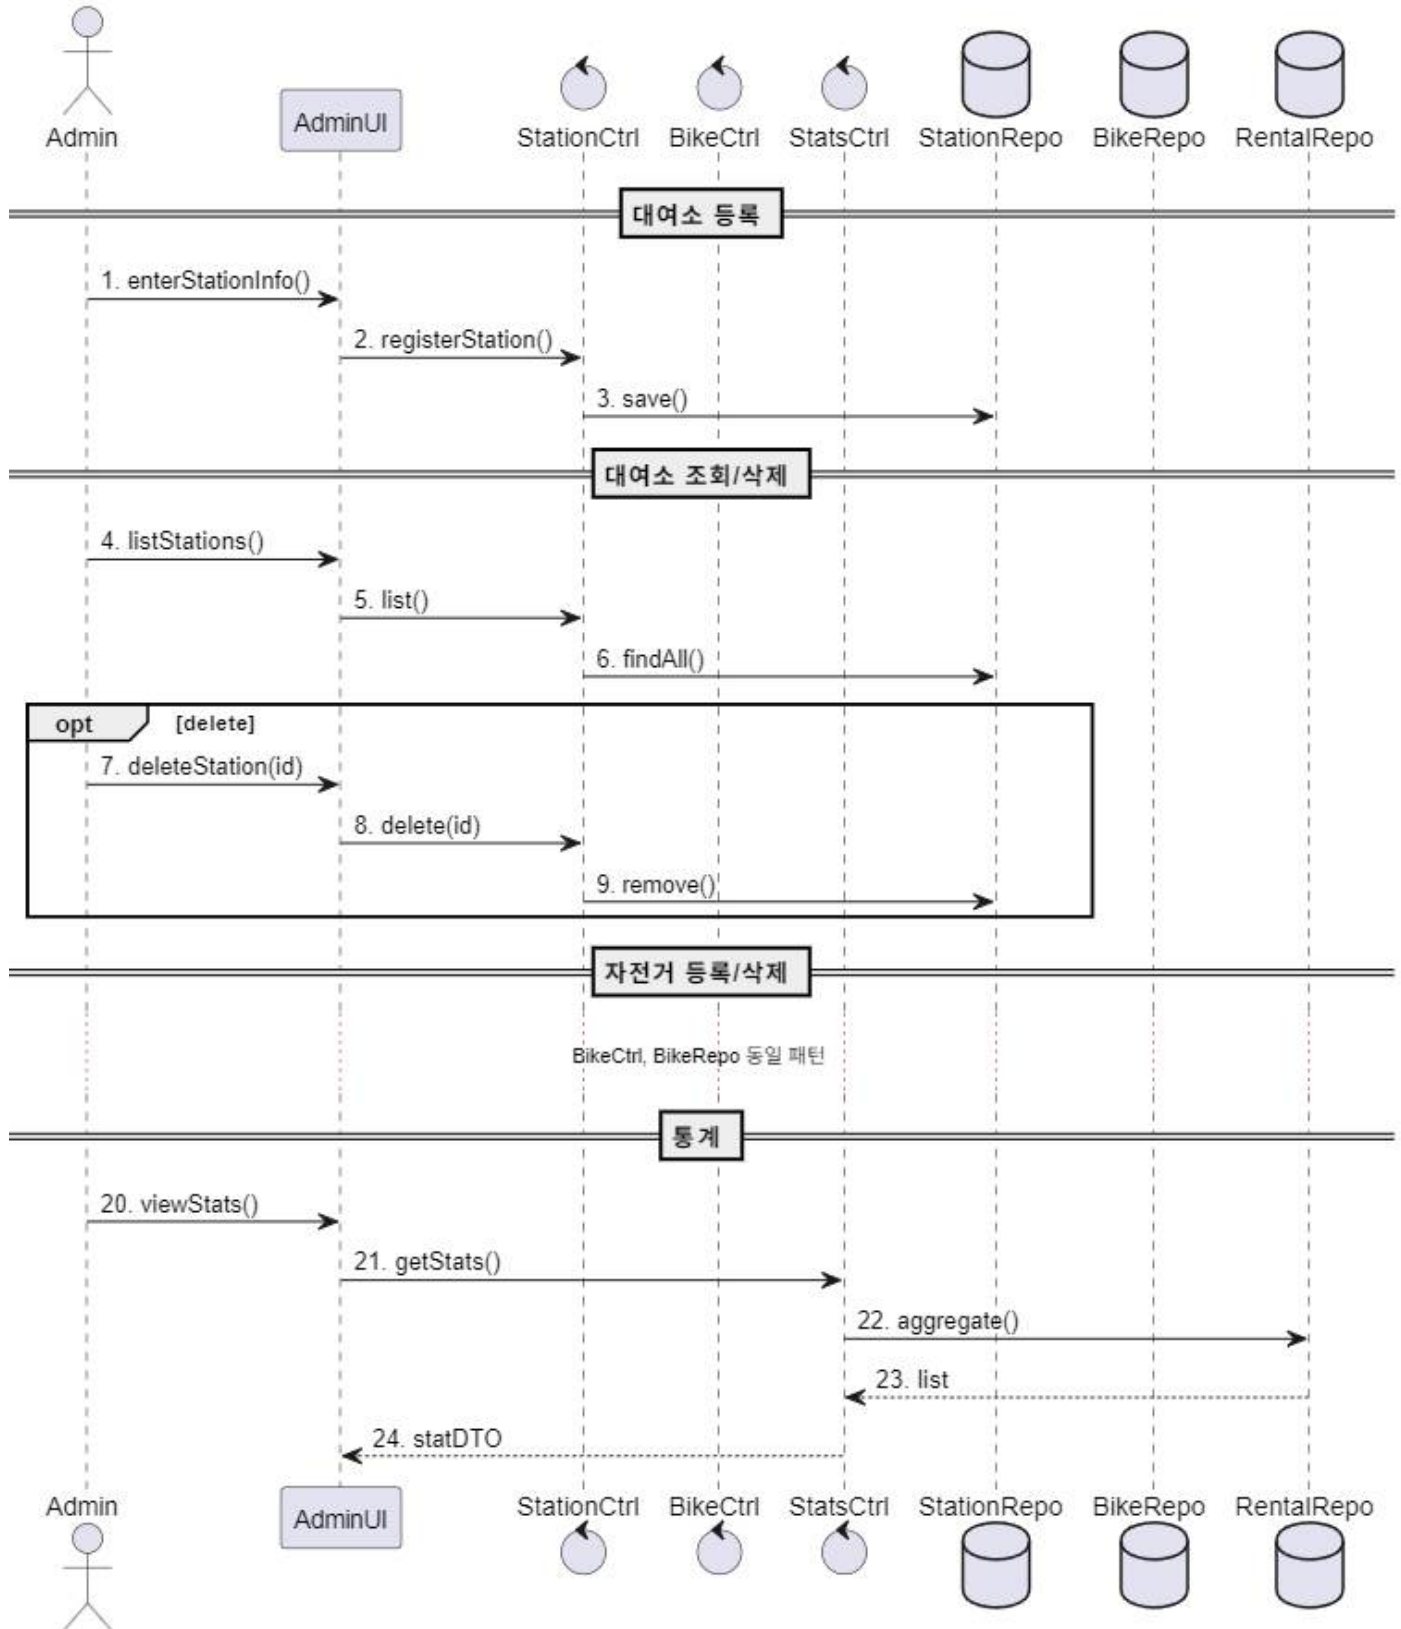 Admin
AdminUI
StationCtrl
BikeCtrl
StatsCtrl
StationRepo
BikeRepo
RentalRepo
대여소 등록
1. enterStationInfo()
2. registerStation()
3. save()
대여소 조회/삭제
4. listStations()
5. list()
6. findAll()
opt [delete]
7. deleteStation(id)
8. delete(id)
9. remove()
자전거 등록/삭제
BikeCtrl, BikeRepo 동일 패턴
통계
20. viewStats()
21. getStats()
22. aggregate()
23. list
24. statDTO
Admin
AdminUI
StationCtrl
BikeCtrl
StatsCtrl
StationRepo
BikeRepo
RentalRepo